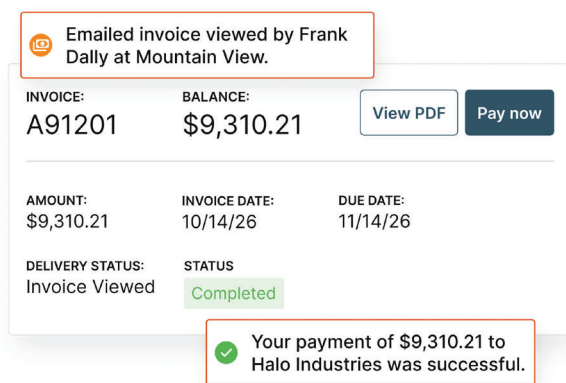 Emailed invoice viewed by Frank
Dally at Mountain View.
INVOICE:
A91201
BALANCE:
$9,310.21
View PDF
Pay now
AMOUNT:
$9,310.21
INVOICE DATE:
10/14/26
DUE DATE:
11/14/26
DELIVERY STATUS:
Invoice Viewed
STATUS
Completed
Your payment of $9,310.21 to
Halo Industries was successful.